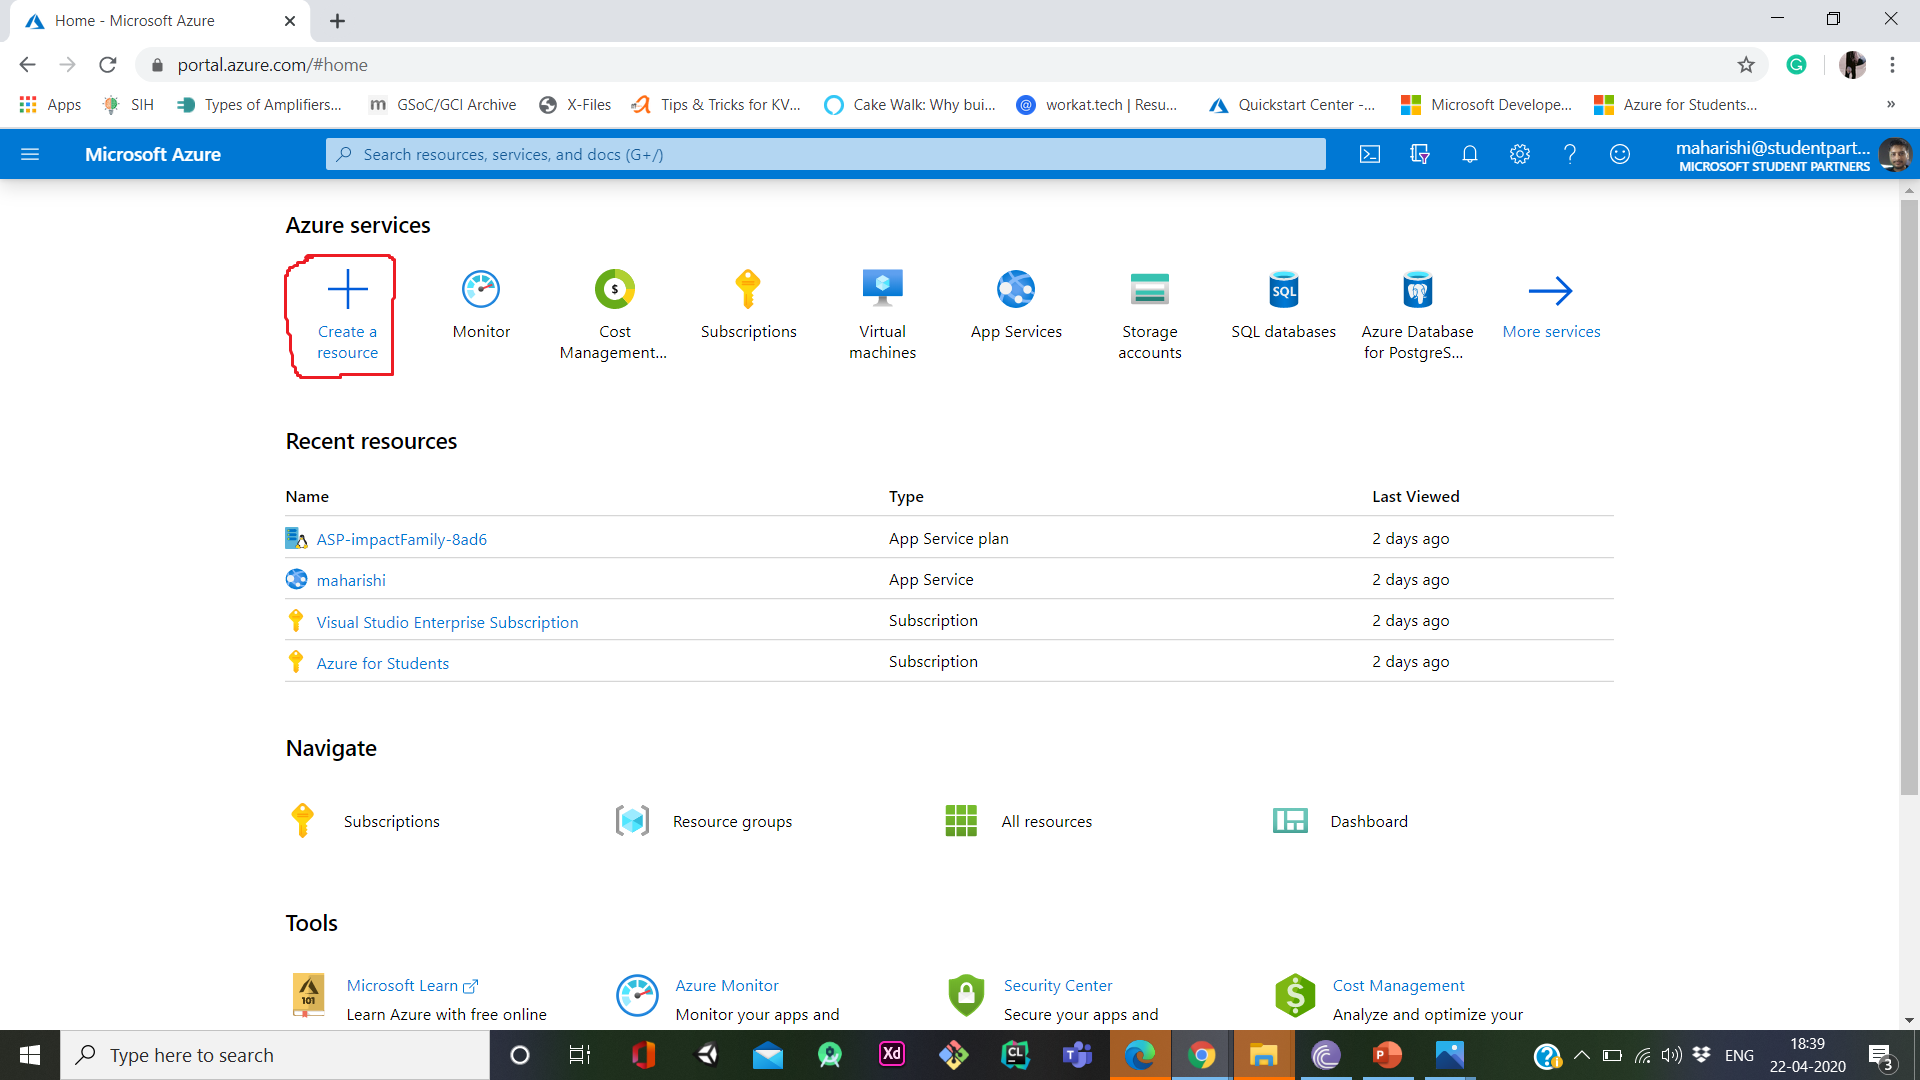 Home - Microsoft Azure
portal.azure.com/#home
Apps SIH Types of Amplifiers... GSoC/GCI Archive X-Files Tips & Tricks for KV... Cake Walk: Why bui... workat.tech | Resu... Quickstart Center -... Microsoft Develope... Azure for Students... »
Microsoft Azure
Search resources, services, and docs (G+/)
maharishi@studentpart...
MICROSOFT STUDENT PARTNERS
Azure services
Create a
resource
Monitor
Cost
Management...
Subscriptions
Virtual
machines
App Services
Storage
accounts
SQL
SQL databases
Azure Database
for PostgreS...
More services
Recent resources
Name Type Last Viewed
ASP-impactFamily-8ad6 App Service plan 2 days ago
maharishi App Service 2 days ago
Visual Studio Enterprise Subscription Subscription 2 days ago
Azure for Students Subscription 2 days ago
Navigate
Subscriptions Resource groups All resources Dashboard
Tools
101
Microsoft Learn Azure Monitor Security Center Cost Management
Learn Azure with free online Monitor your apps and Secure your apps and Analyze and optimize your
Type here to search
Xd
CL
ENG
18:39
22-04-2020
3